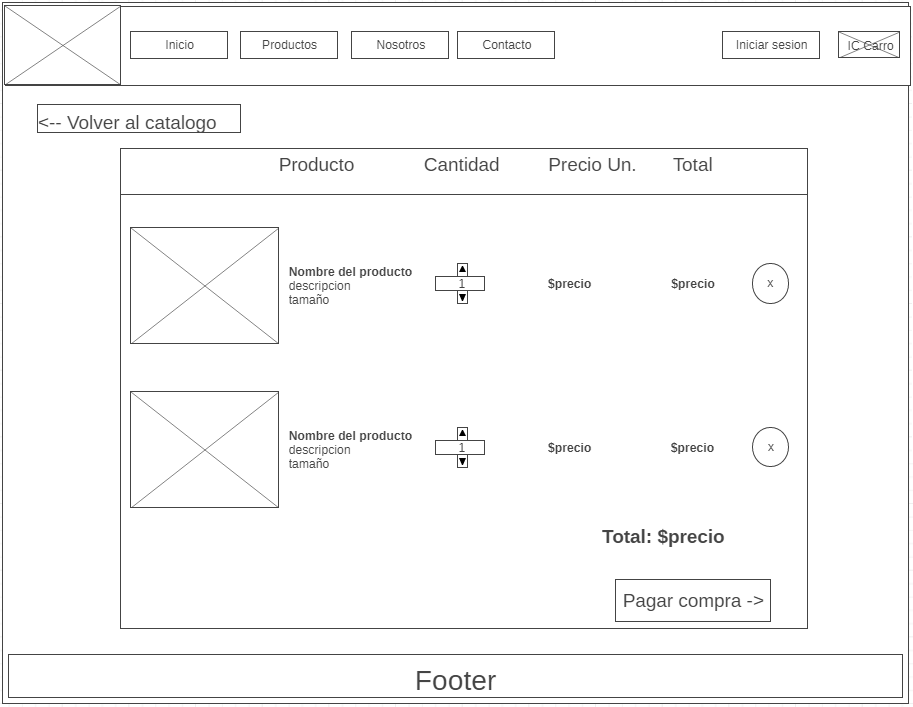 Inicio
Productos
Nosotros
Contacto
Iniciar sesion
IC Carro
<-- Volver al catalogo
Producto
Cantidad
Precio Un.
Total
Nombre del producto
descripcion
tamaño
1
$precio
$precio
x
Nombre del producto
descripcion
tamaño
1
$precio
$precio
x
Total: $precio
Pagar compra ->
Footer